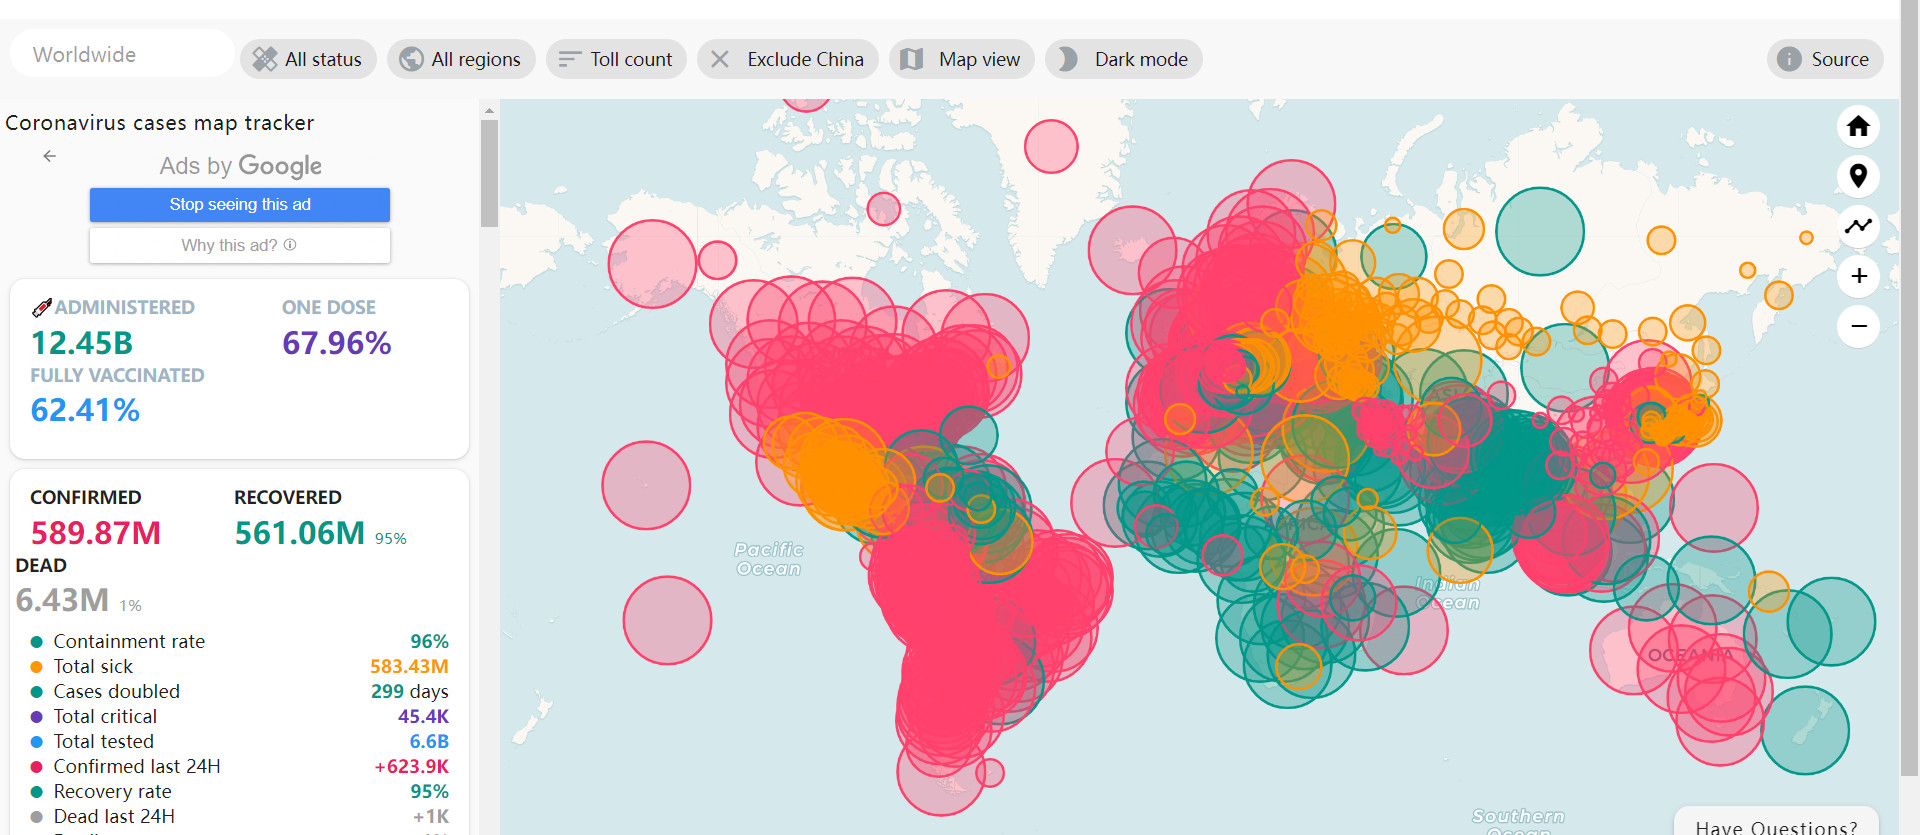 Worldwide
All status
All regions
Toll count
Exclude China
Map view
Dark mode
Source
Coronavirus cases map tracker
Ads by Google
Stop seeing this ad
Why this ad?
ADMINISTERED
ONE DOSE
12.45B
67.96%
FULLY VACCINATED
62.41%
CONFIRMED
RECOVERED
589.87M
561.06M 95%
DEAD
6.43M 1%
Containment rate 96%
Total sick 583.43M
Cases doubled 299 days
Total critical 45.4K
Total tested 6.6B
Confirmed last 24H +623.9K
Recovery rate 95%
Dead last 24H +1K
Pacific
Ocean
Indian
Ocean
OCEANIA
Southern
Ocean
Have Questions?